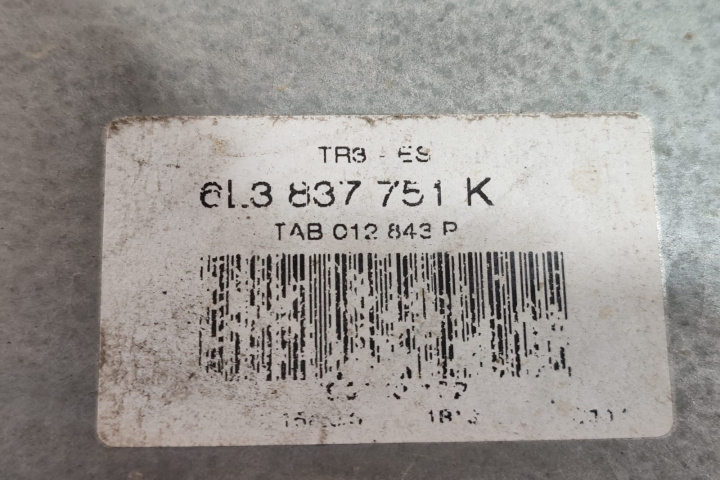 TR3 - ES
6L3 837 751 K
TAB 012 843 P